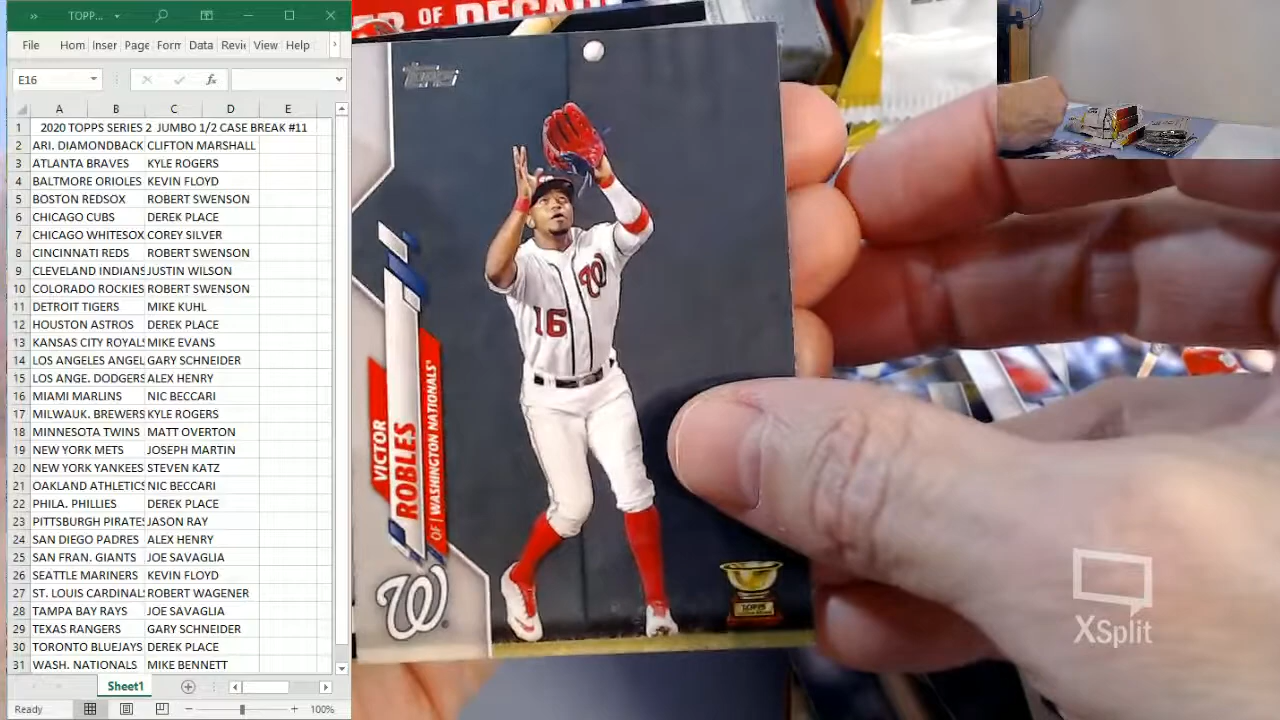 » TOPP...
File Hom Inser Page Forn Data Revi View Help
E16
fx
A B C D E
1 2020 TOPPS SERIES 2 JUMBO 1/2 CASE BREAK #11
2 ARI. DIAMONDBACK CLIFTON MARSHALL
3 ATLANTA BRAVES KYLE ROGERS
4 BALTMORE ORIOLES KEVIN FLOYD
5 BOSTON REDSOX ROBERT SWENSON
6 CHICAGO CUBS DEREK PLACE
7 CHICAGO WHITESOX COREY SILVER
8 CINCINNATI REDS ROBERT SWENSON
9 CLEVELAND INDIANS JUSTIN WILSON
10 COLORADO ROCKIES ROBERT SWENSON
11 DETROIT TIGERS MIKE KUHL
12 HOUSTON ASTROS DEREK PLACE
13 KANSAS CITY ROYAL MIKE EVANS
14 LOS ANGELES ANGEL GARY SCHNEIDER
15 LOS ANGE. DODGERS ALEX HENRY
16 MIAMI MARLINS NIC BECCARI
17 MILWAUK. BREWERS KYLE ROGERS
18 MINNESOTA TWINS MATT OVERTON
19 NEW YORK METS JOSEPH MARTIN
20 NEW YORK YANKEES STEVEN KATZ
21 OAKLAND ATHLETICS NIC BECCARI
22 PHILA. PHILLIES DEREK PLACE
23 PITTSBURGH PIRATE JASON RAY
24 SAN DIEGO PADRES ALEX HENRY
25 SAN FRAN. GIANTS JOE SAVAGLIA
26 SEATTLE MARINERS KEVIN FLOYD
27 ST. LOUIS CARDINAL ROBERT WAGENER
28 TAMPA BAY RAYS JOE SAVAGLIA
29 TEXAS RANGERS GARY SCHNEIDER
30 TORONTO BLUEJAYS DEREK PLACE
31 WASH. NATIONALS MIKE BENNETT
Sheet1
Ready 100%
OF DECAD
TOPPS
W
16
VICTOR
ROBLES
OF | WASHINGTON NATIONALS
W
TOPPS
XSplit